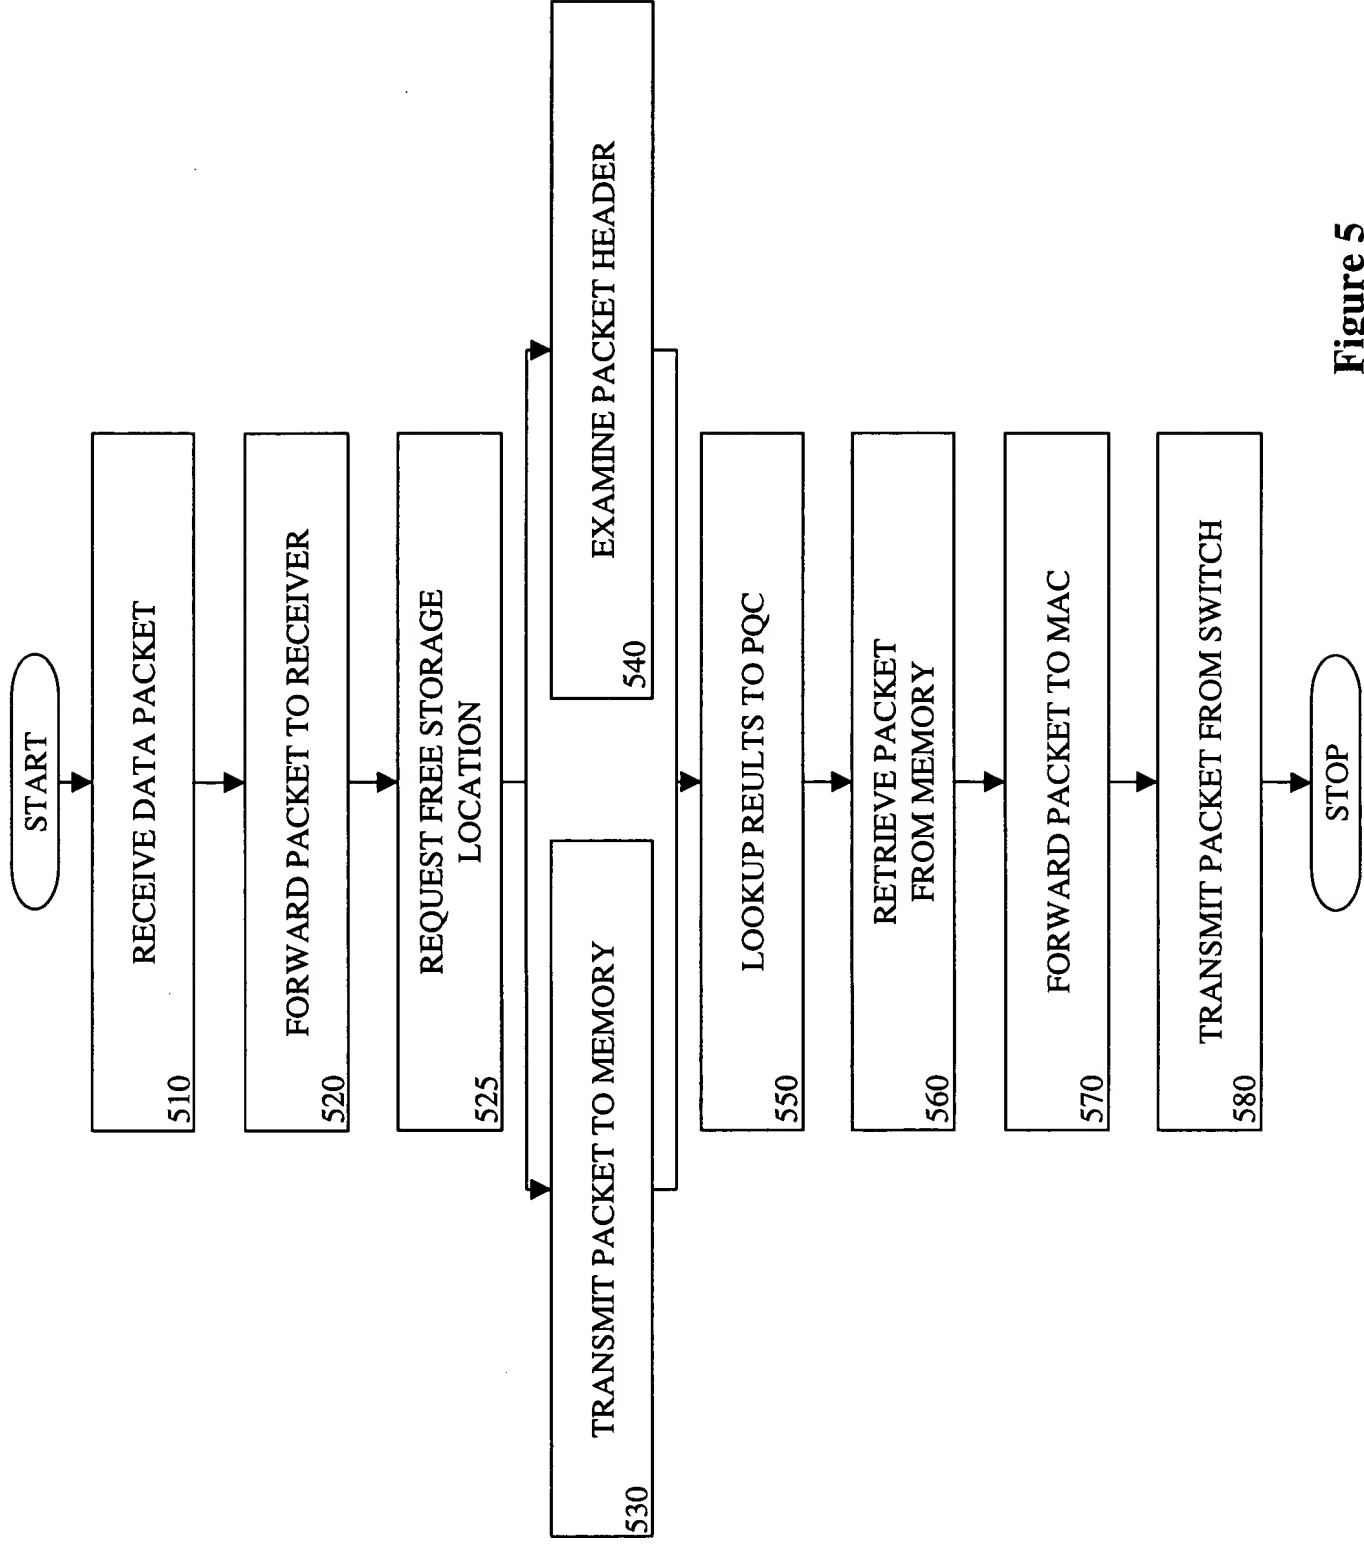 START
RECEIVE DATA PACKET
510
FORWARD PACKET TO RECEIVER
520
REQUEST FREE STORAGE
LOCATION
525
TRANSMIT PACKET TO MEMORY
530
EXAMINE PACKET HEADER
540
LOOKUP REULTS TO PQC
550
RETRIEVE PACKET
FROM MEMORY
560
FORWARD PACKET TO MAC
570
TRANSMIT PACKET FROM SWITCH
580
STOP
Figure 5